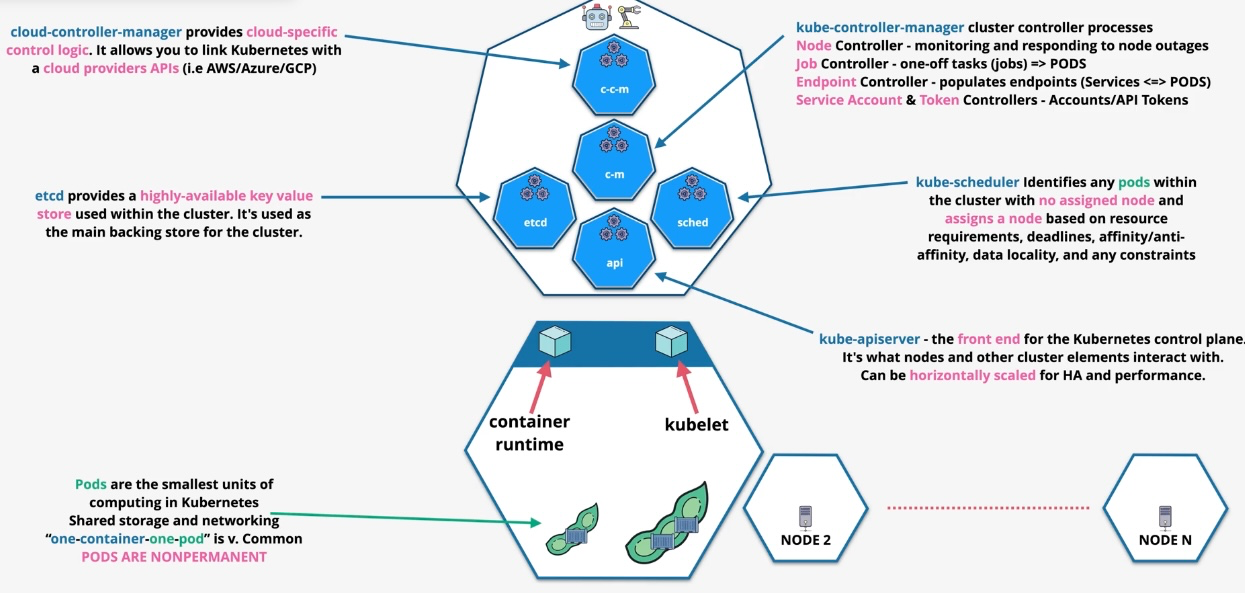 cloud-controller-manager provides cloud-specific
control logic. It allows you to link Kubernetes with
a cloud providers APIs (i.e AWS/Azure/GCP)
kube-controller-manager cluster controller processes
Node Controller - monitoring and responding to node outages
Job Controller - one-off tasks (jobs) => PODS
Endpoint Controller - populates endpoints (Services <=> PODS)
Service Account & Token Controllers - Accounts/API Tokens
c-c-m
c-m
etcd
sched
api
etcd provides a highly-available key value
store used within the cluster. It's used as
the main backing store for the cluster.
kube-scheduler Identifies any pods within
the cluster with no assigned node and
assigns a node based on resource
requirements, deadlines, affinity/anti-
affinity, data locality, and any constraints
kube-apiserver - the front end for the Kubernetes control plane.
It's what nodes and other cluster elements interact with.
Can be horizontally scaled for HA and performance.
container
runtime
kubelet
Pods are the smallest units of
computing in Kubernetes
Shared storage and networking
“one-container-one-pod” is v. Common
PODS ARE NONPERMANENT
NODE 2
NODE N